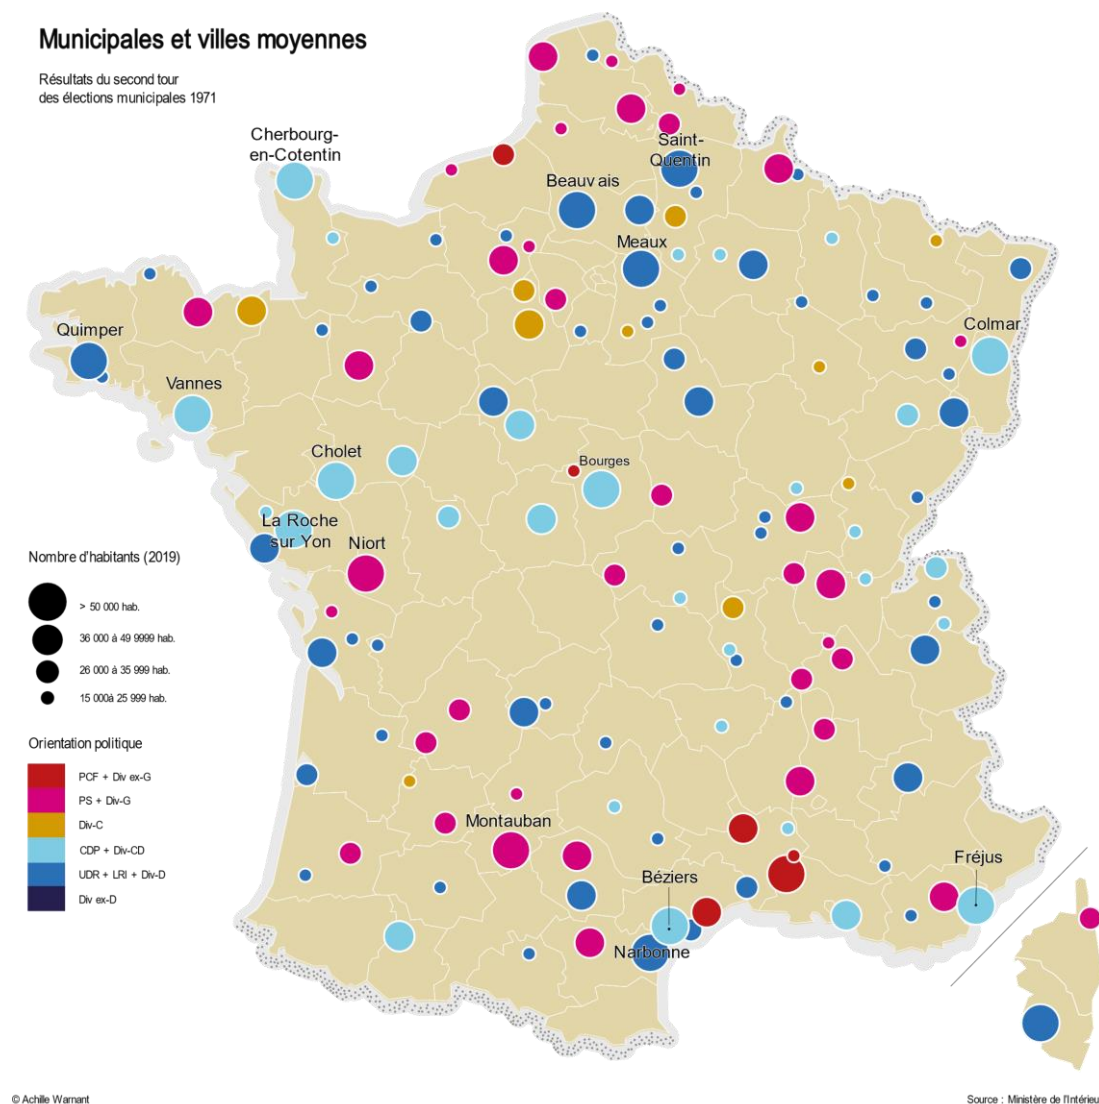 Municipales et villes moyennes
Résultats du second tour
des élections municipales 1971
Cherbourg-
en-Cotentin
Saint-
Quentin
Beauvais
Meaux
Quimper
Colmar
Vannes
Cholet
Bourges
La Roche
sur Yon
Niort
Nombre d'habitants (2019)
> 50 000 hab.
36 000 à 49 9999 hab.
26 000 à 35 999 hab.
15 000à 25 999 hab.
Orientation politique
PCF + Div ex-G
PS + Div-G
Div-C
CDP + Div-CD
UDR + LRI + Div-D
Div ex-D
Montauban
Béziers
Fréjus
Narbonne
© Achille Warnant
Source : Ministère de l'Intérieu